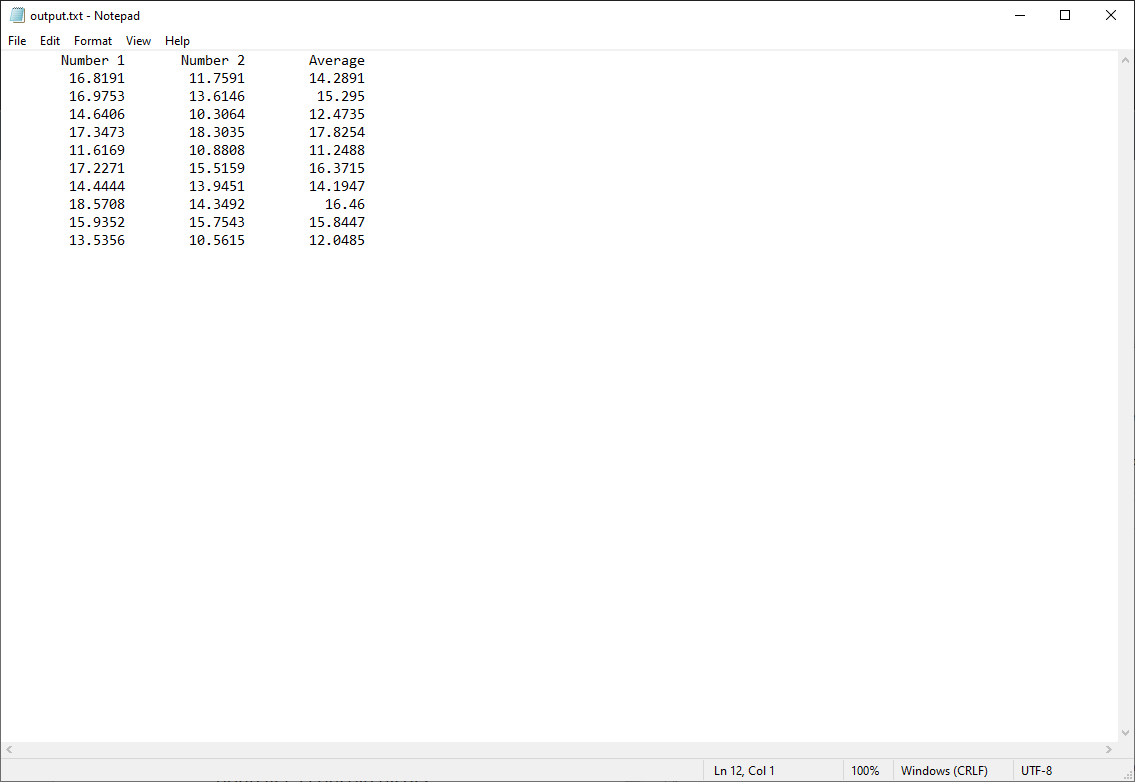 output.txt - Notepad
File Edit Format View Help
Number 1 Number 2 Average
16.8191 11.7591 14.2891
16.9753 13.6146 15.295
14.6406 10.3064 12.4735
17.3473 18.3035 17.8254
11.6169 10.8808 11.2488
17.2271 15.5159 16.3715
14.4444 13.9451 14.1947
18.5708 14.3492 16.46
15.9352 15.7543 15.8447
13.5356 10.5615 12.0485
Ln 12, Col 1 100% Windows (CRLF) UTF-8